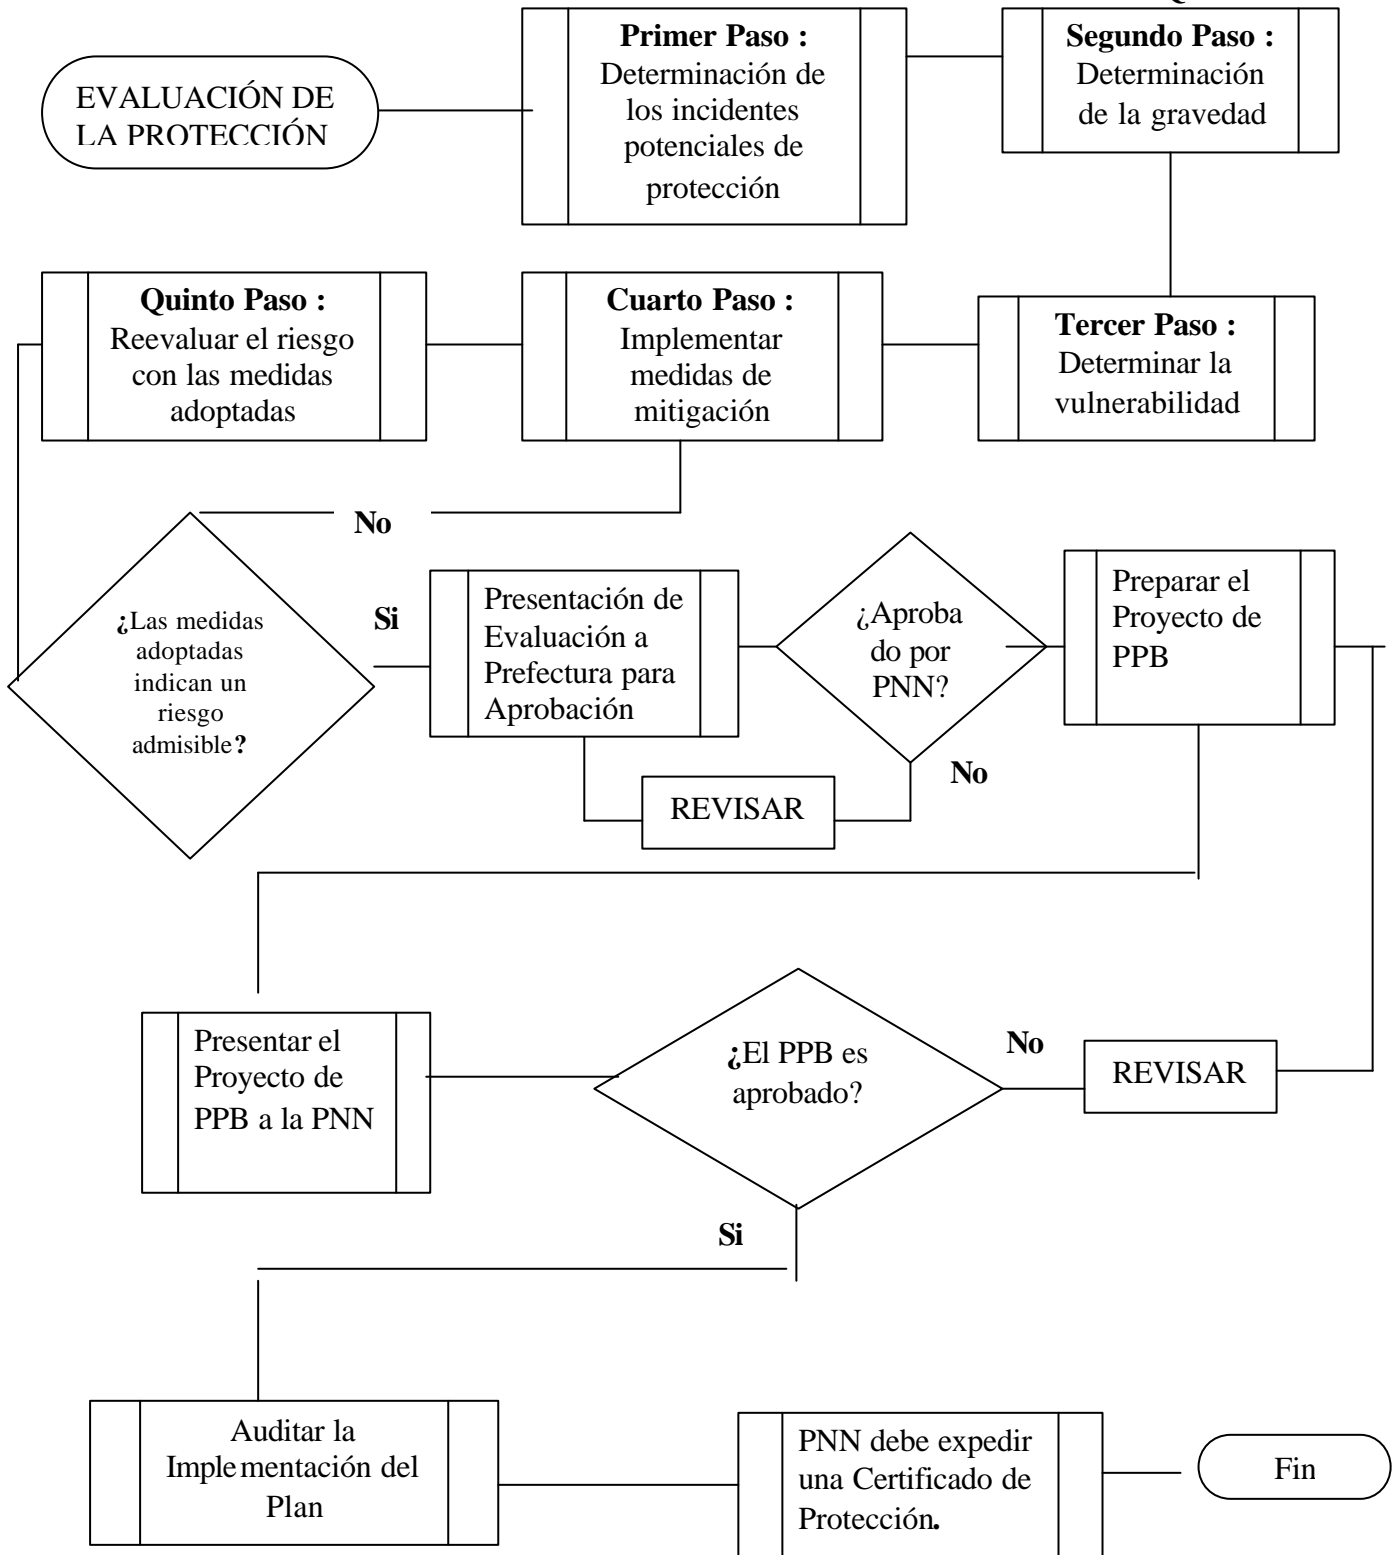 EVALUACIÓN DE
LA PROTECCIÓN
Primer Paso :
Determinación de
los incidentes
potenciales de
protección
Segundo Paso :
Determinación
de la gravedad
Tercer Paso :
Determinar la
vulnerabilidad
Cuarto Paso :
Implementar
medidas de
mitigación
Quinto Paso :
Reevaluar el riesgo
con las medidas
adoptadas
No
¿Las medidas
adoptadas
indican un
riesgo
admisible?
Si
Presentación de
Evaluación a
Prefectura para
Aprobación
¿Aproba
do por
PNN?
No
REVISAR
Preparar el
Proyecto de
PPB
Presentar el
Proyecto de
PPB a la PNN
¿El PPB es
aprobado?
No
REVISAR
Si
Auditar la
Implementación del
Plan
PNN debe expedir
una Certificado de
Protección.
Fin